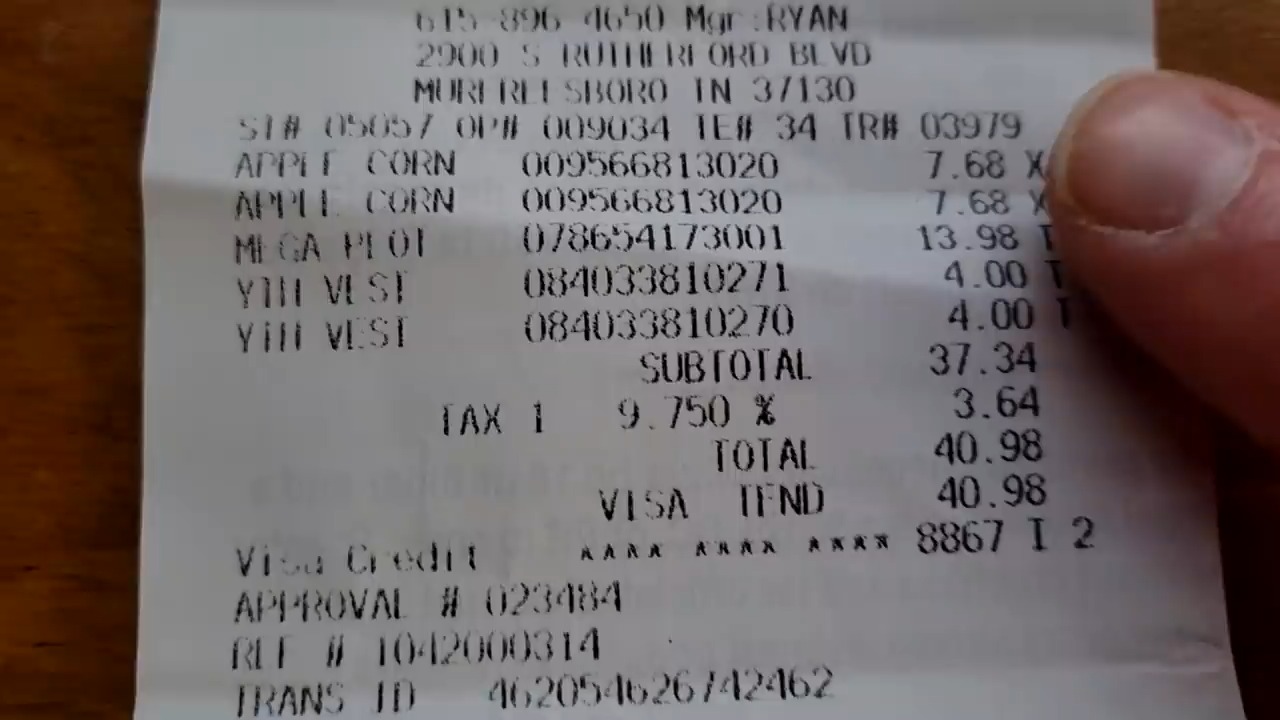 615-896-4650 Mgr:RYAN
2900 S RUTHERFORD BLVD
MURFREESBORO TN 37130
ST# 05057 OP# 009034 TE# 34 TR# 03979
APPLE CORN 009566813020 7.68 X
APPLE CORN 009566813020 7.68 X
MEGA PLOT 078654173001 13.98 T
YTH VEST 084033810271 4.00 T
YTH VEST 084033810270 4.00 T
SUBTOTAL 37.34
TAX 1 9.750 % 3.64
TOTAL 40.98
VISA TEND 40.98
Visa Credit **** **** **** 8867 I 2
APPROVAL # 023484
REF # 1042000314
TRANS ID 462054626742462